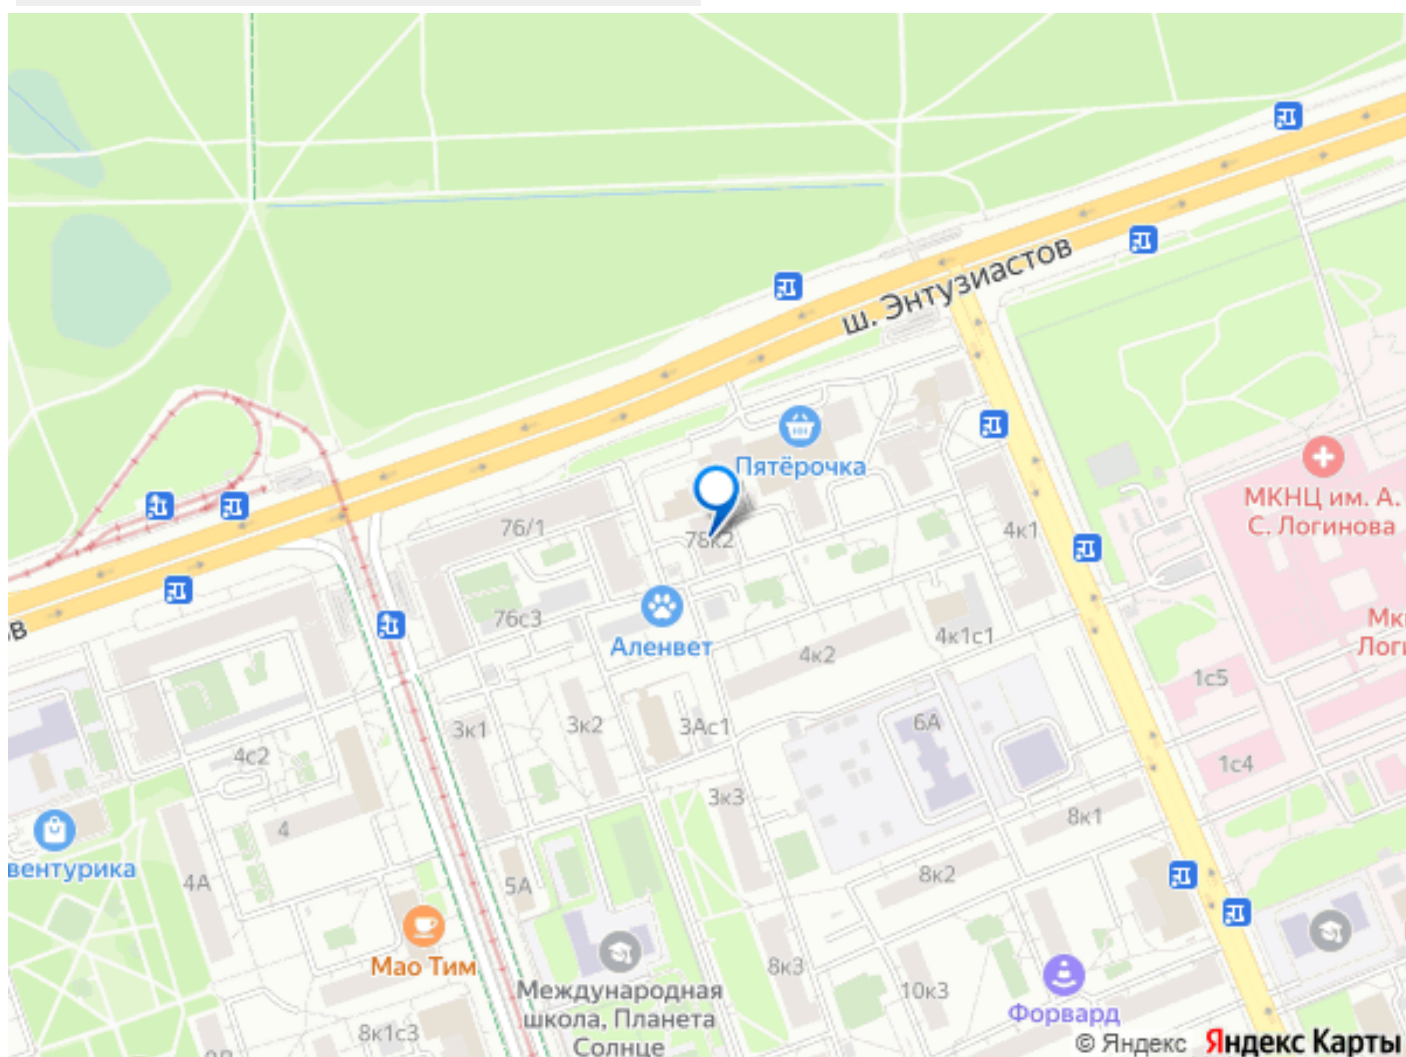 ш. Энтузиастов
Пятёрочка
МКНЦ им. А.
С. Логинова
76/1
78к2
4к1
76с3
Аленвет
4к1с1
4к2
1с5
3к1
3к2
3Ас1
6А
4с2
1с4
3к3
8к1
4
вентурика
4А
5А
8к2
Мао Тим
8к3
Международная
школа, Планета
Солнце
10к3
Форвард
8к1с3
© Яндекс Яндекс Карты